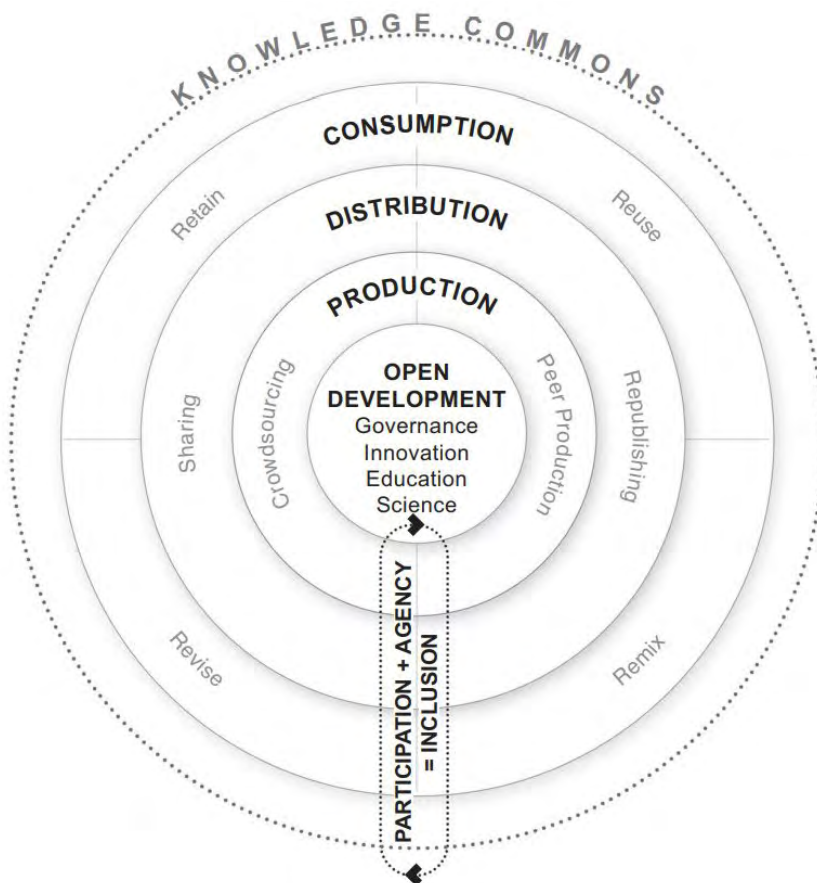 KNOWLEDGE COMMONS
CONSUMPTION
Retain
Reuse
DISTRIBUTION
PRODUCTION
Sharing
Crowdsourcing
OPEN
DEVELOPMENT
Governance
Innovation
Education
Science
Peer Production
Republishing
Revise
Remix
PARTICIPATION + AGENCY
= INCLUSION